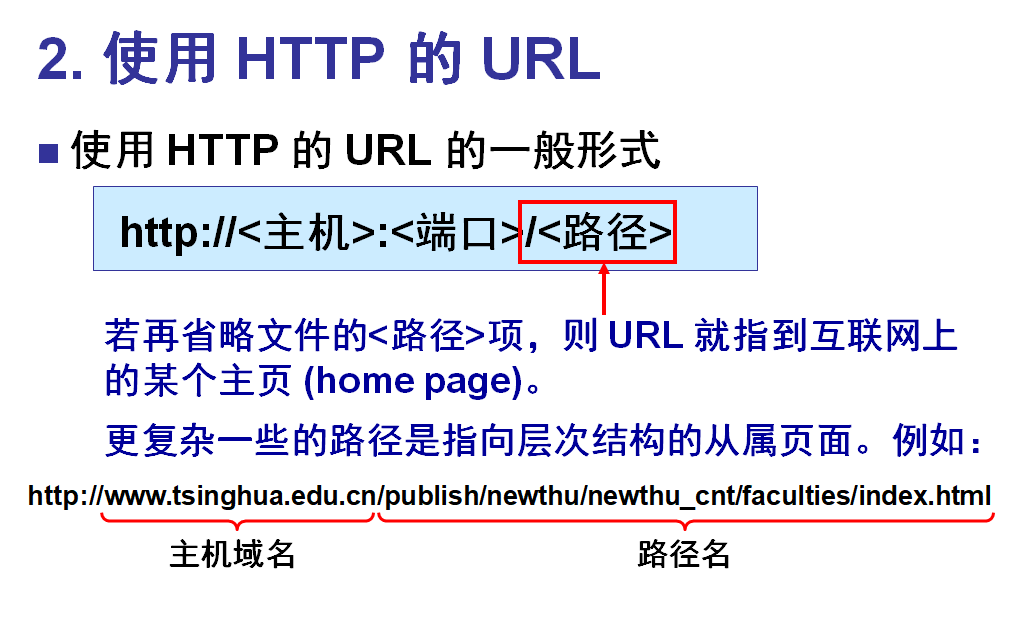 2. 使用 HTTP 的 URL
使用 HTTP 的 URL 的一般形式
http://<主机>:<端口>/<路径>
若再省略文件的<路径>项，则 URL 就指到互联网上
的某个主页 (home page)。
更复杂一些的路径是指向层次结构的从属页面。例如：
http://www.tsinghua.edu.cn/publish/newthu/newthu_cnt/faculties/index.html
主机域名 路径名